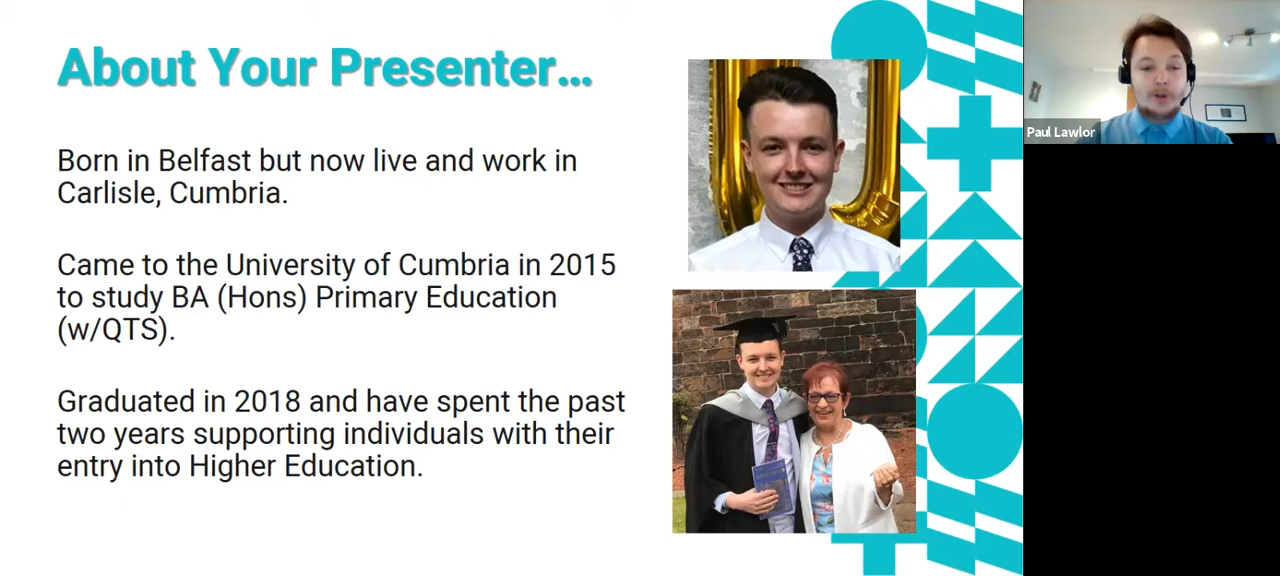 About Your Presenter...
Born in Belfast but now live and work in
Carlisle, Cumbria.
Came to the University of Cumbria in 2015
to study BA (Hons) Primary Education
(w/QTS).
Graduated in 2018 and have spent the past
two years supporting individuals with their
entry into Higher Education.
Paul Lawlor